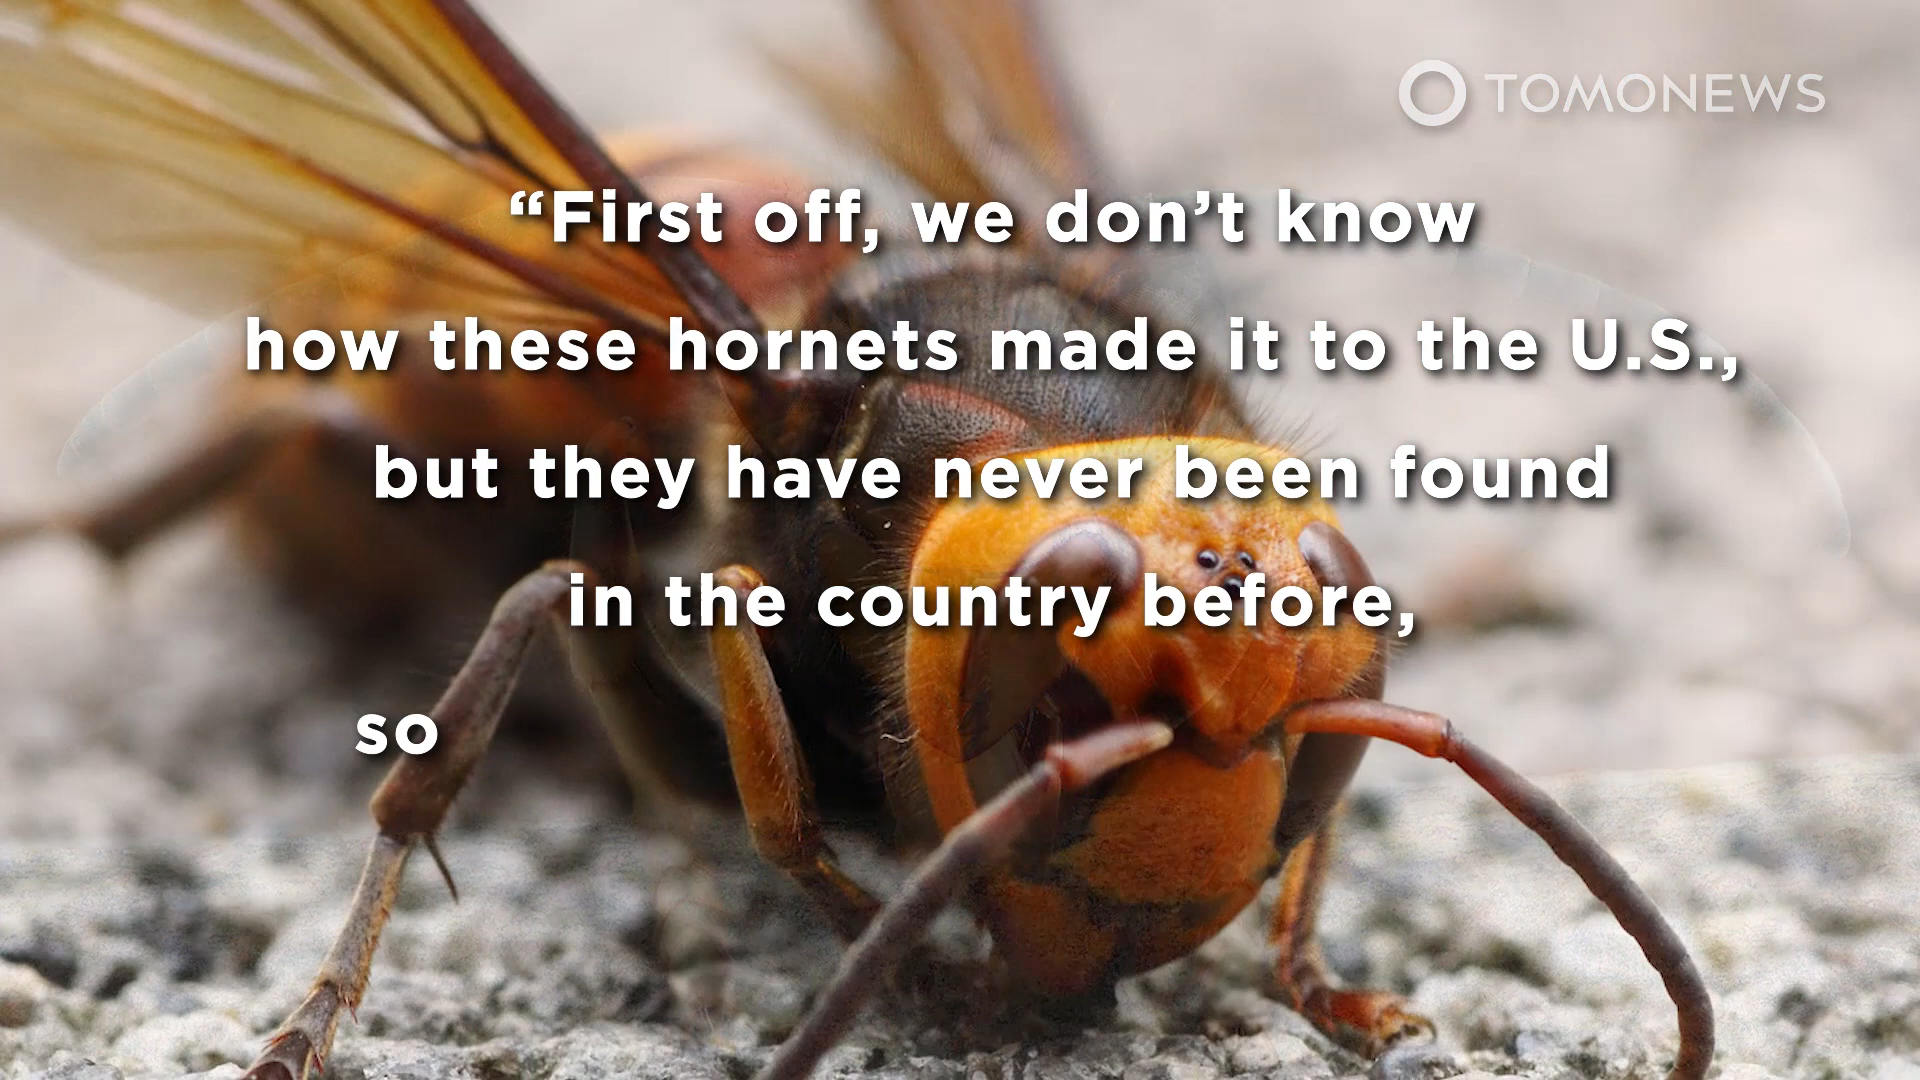 TOMONEWS
“First off, we don’t know
how these hornets made it to the U.S.,
but they have never been found
in the country before,
so